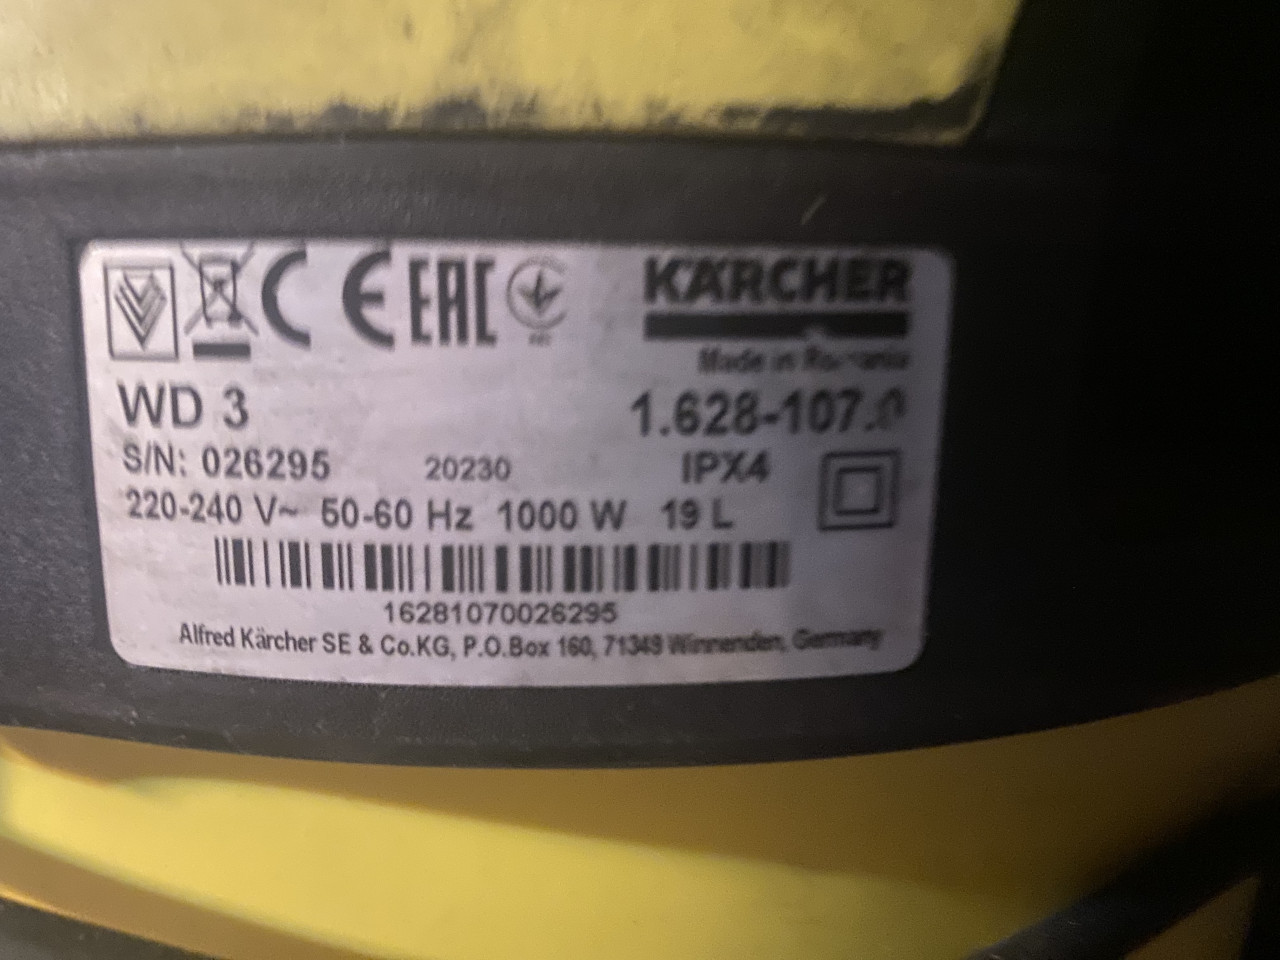 CE EAC
KÄRCHER
Made in Romania
WD 3 1.628-107.0
S/N: 026295 20230 IPX4
220-240 V~ 50-60 Hz 1000 W 19 L
16281070026295
Alfred Kärcher SE & Co.KG, P.O.Box 160, 71349 Winnenden, Germany